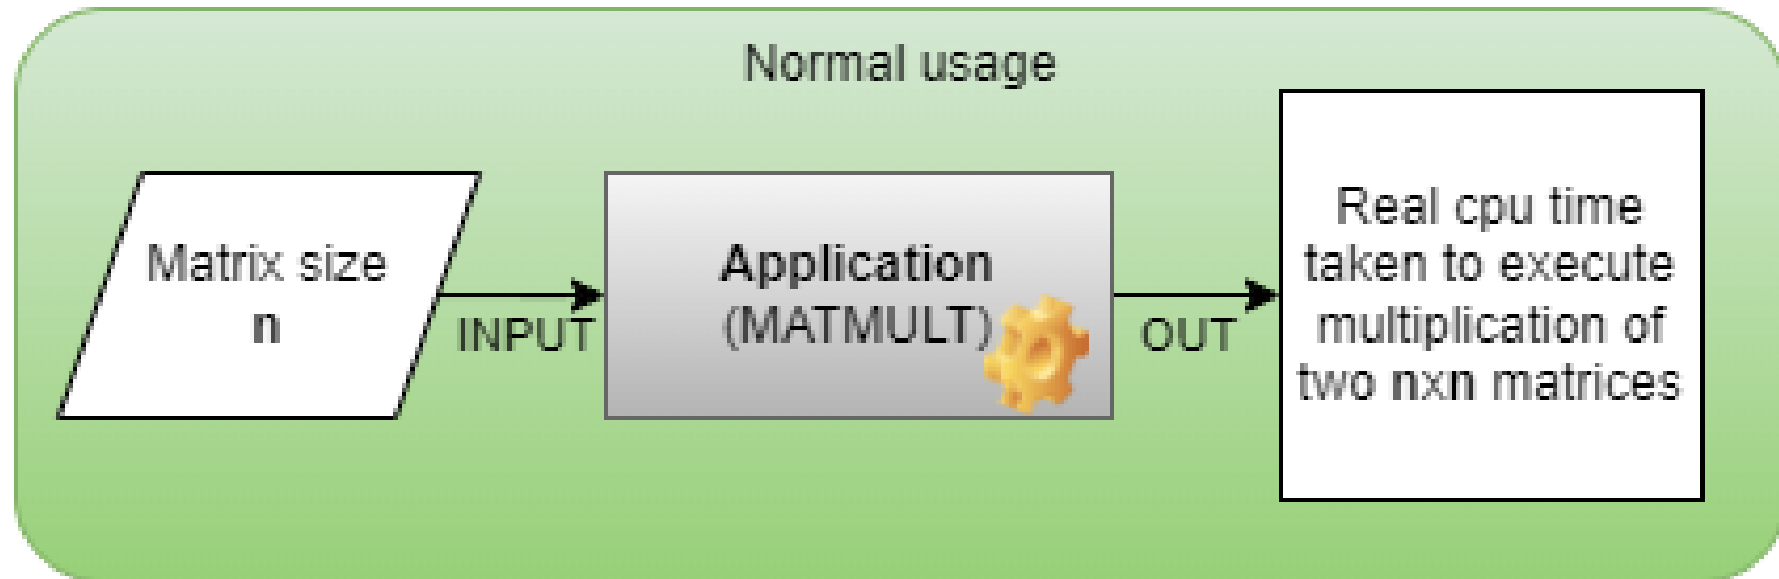 Normal usage
Matrix size
n
INPUT
Application
(MATMULT)
OUT
Real cpu time
taken to execute
multiplication of
two nxn matrices